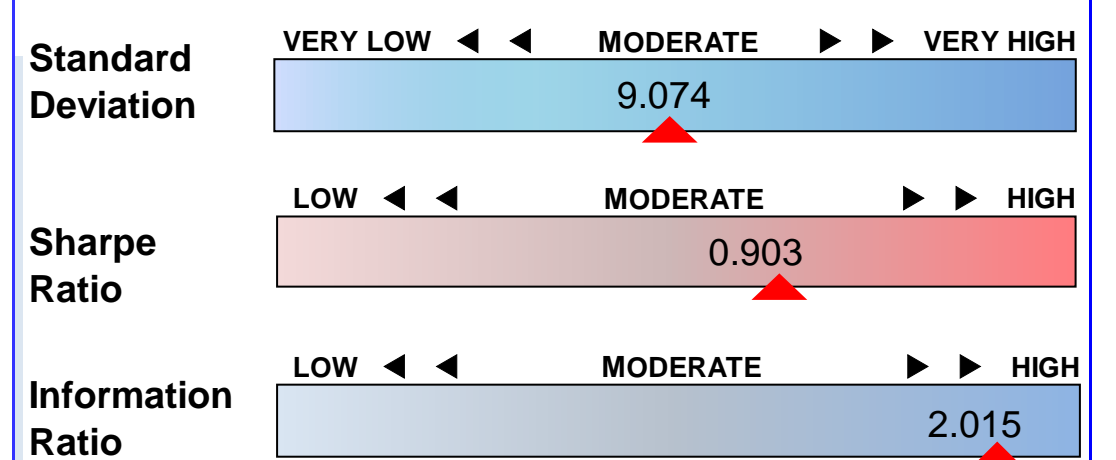 VERY LOW ◀ ◀ MODERATE ▶ ▶ VERY HIGH
Standard
Deviation
9.074
LOW ◀ ◀ MODERATE ▶ ▶ HIGH
Sharpe
Ratio
0.903
LOW ◀ ◀ MODERATE ▶ ▶ HIGH
Information
Ratio
2.015